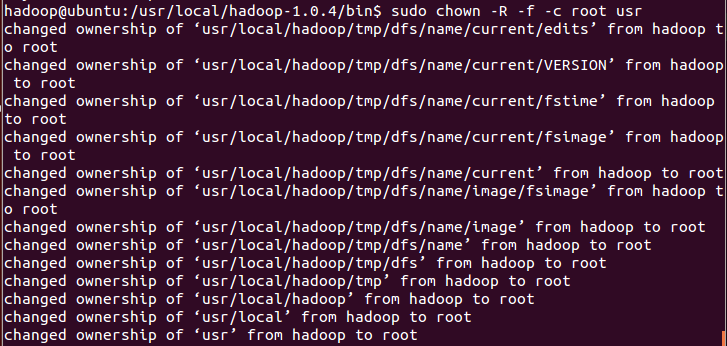 hadoop@ubuntu:/usr/local/hadoop-1.0.4/bin$ sudo chown -R -f -c root usr
changed ownership of ‘usr/local/hadoop/tmp/dfs/name/current/edits’ from hadoop t
o root
changed ownership of ‘usr/local/hadoop/tmp/dfs/name/current/VERSION’ from hadoop
 to root
changed ownership of ‘usr/local/hadoop/tmp/dfs/name/current/fstime’ from hadoop
to root
changed ownership of ‘usr/local/hadoop/tmp/dfs/name/current/fsimage’ from hadoop
 to root
changed ownership of ‘usr/local/hadoop/tmp/dfs/name/current’ from hadoop to root
changed ownership of ‘usr/local/hadoop/tmp/dfs/name/image/fsimage’ from hadoop t
o root
changed ownership of ‘usr/local/hadoop/tmp/dfs/name/image’ from hadoop to root
changed ownership of ‘usr/local/hadoop/tmp/dfs/name’ from hadoop to root
changed ownership of ‘usr/local/hadoop/tmp/dfs’ from hadoop to root
changed ownership of ‘usr/local/hadoop/tmp’ from hadoop to root
changed ownership of ‘usr/local/hadoop’ from hadoop to root
changed ownership of ‘usr/local’ from hadoop to root
changed ownership of ‘usr’ from hadoop to root